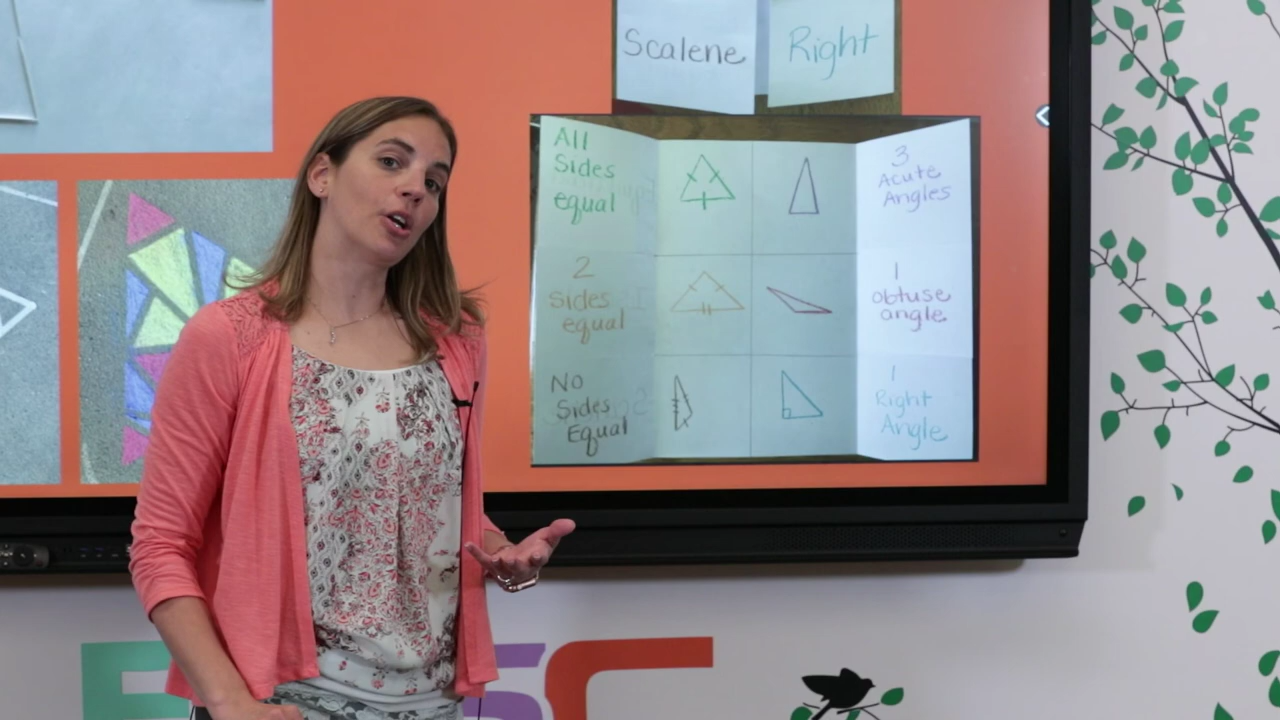 Scalene
Right
All
Sides
equal
3
Acute
Angles
2
Sides
equal
1
obtuse
angle
No
Sides
Equal
1
Right
Angle